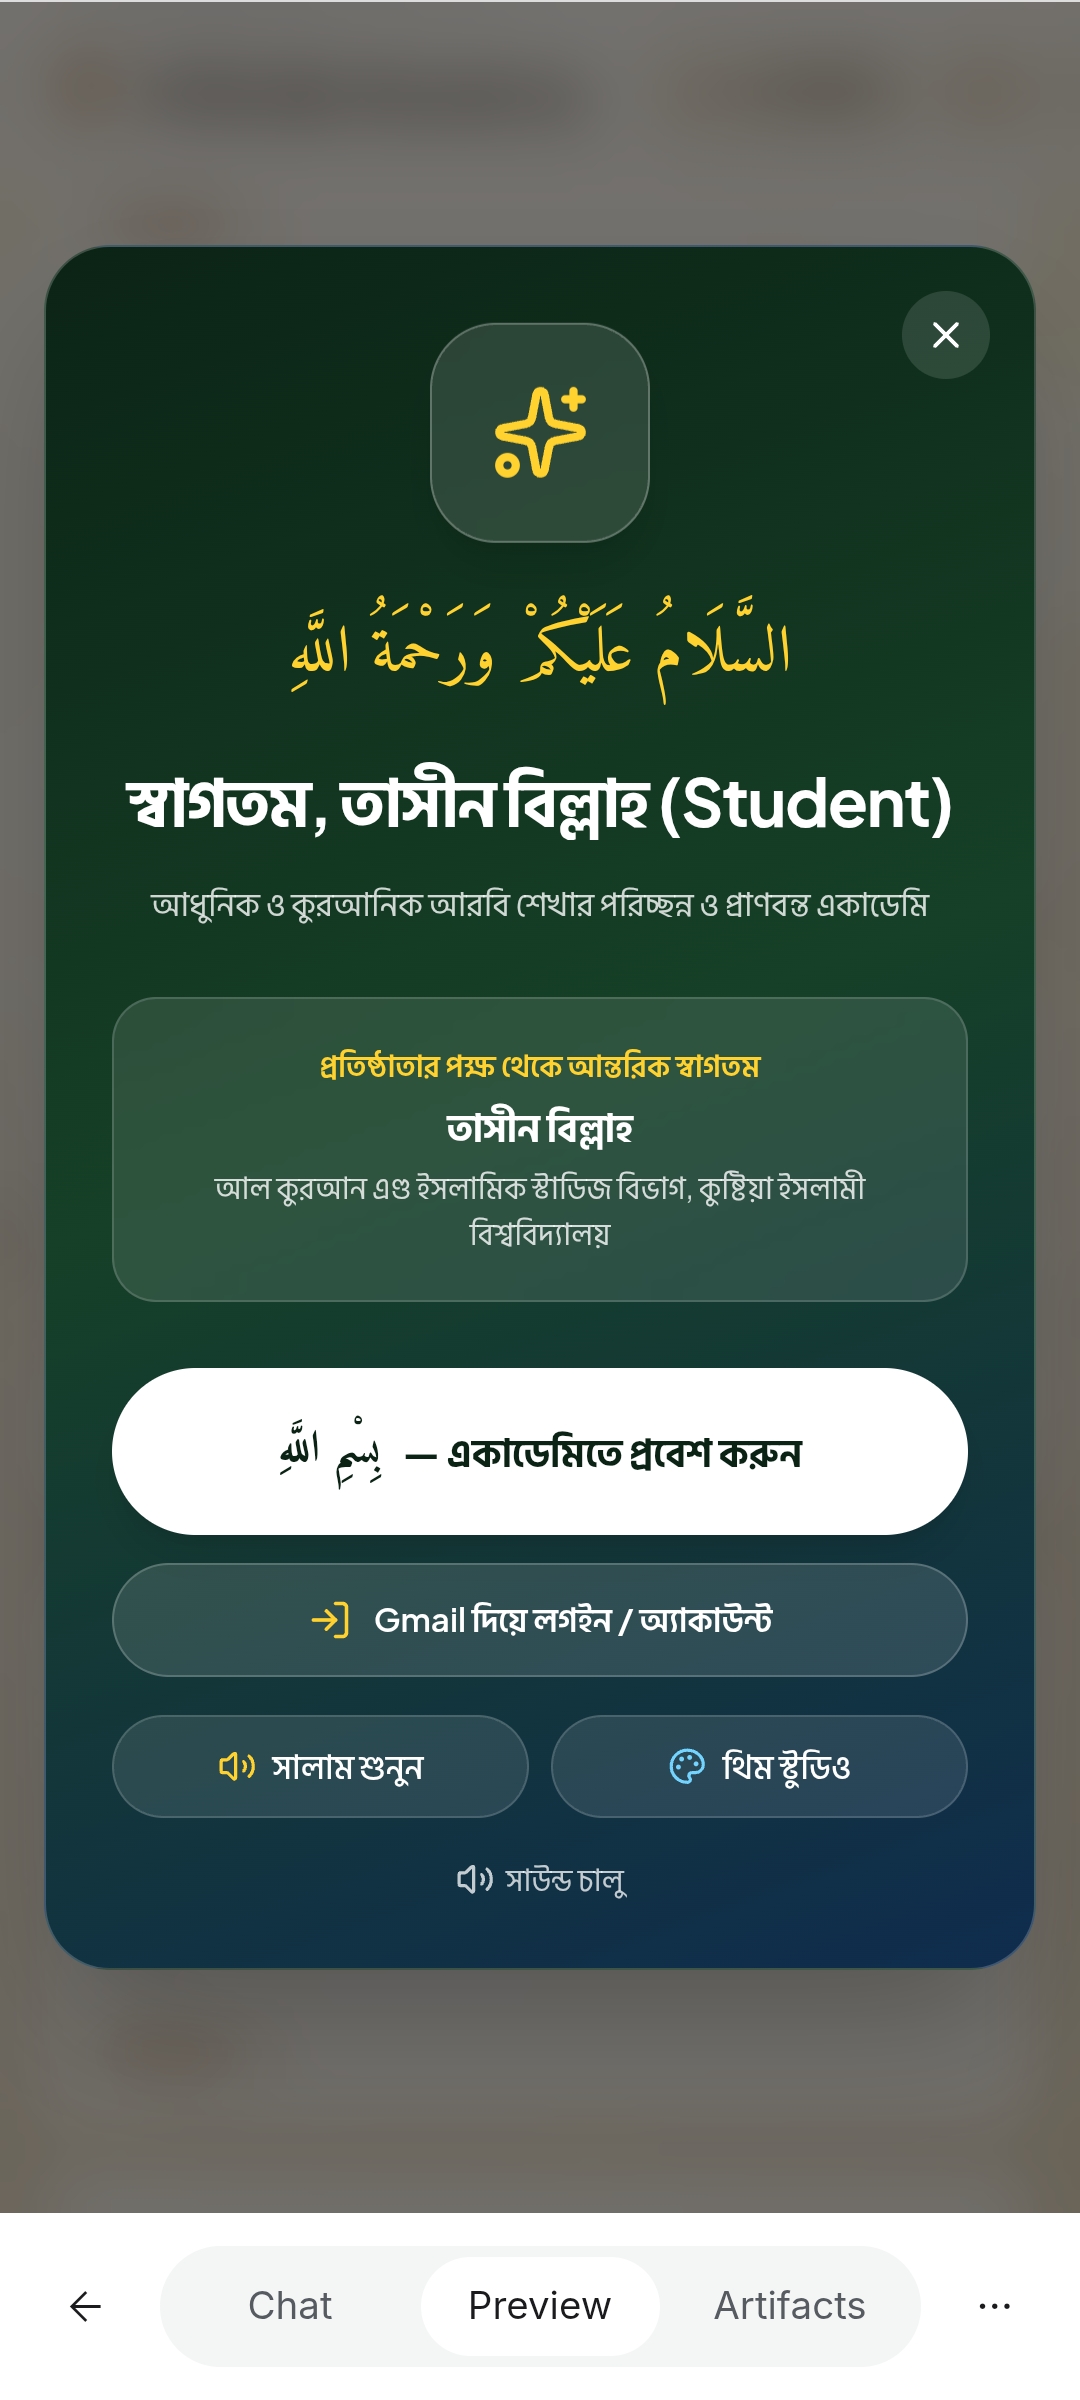 السَّلَامُ عَلَيْكُمْ وَرَحْمَةُ اللَّهِ
স্বাগতম, তাসীন বিল্লাহ (Student)
আধুনিক ও কুরআনিক আরবি শেখার পরিচ্ছন্ন ও প্রাণবন্ত একাডেমি
প্রতিষ্ঠাতার পক্ষ থেকে আন্তরিক স্বাগতম
তাসীন বিল্লাহ
আল কুরআন এণ্ড ইসলামিক স্টাডিজ বিভাগ, কুষ্টিয়া ইসলামী
বিশ্ববিদ্যালয়
بِسْمِ اللَّهِ — একাডেমিতে প্রবেশ করুন
Gmail দিয়ে লগইন / অ্যাকাউন্ট
সালাম শুনুন
থিম স্টুডিও
সাউন্ড চালু
Chat
Preview
Artifacts